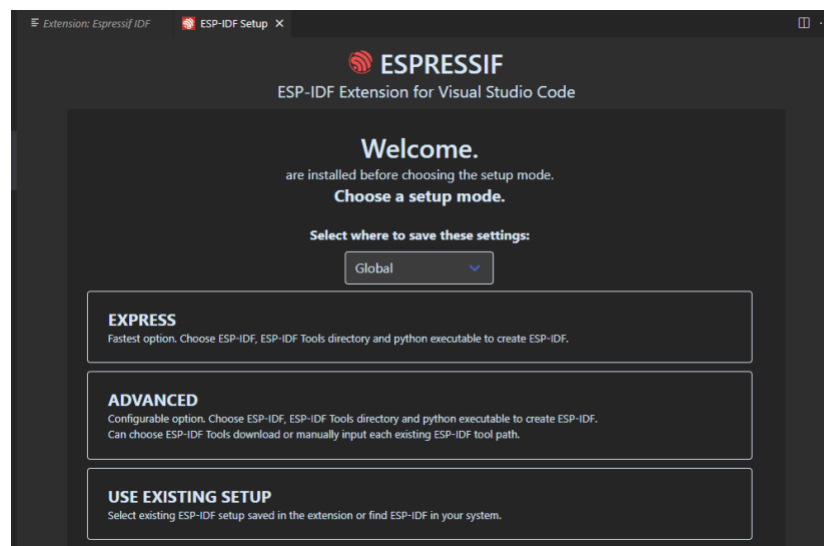 Extension: Espressif IDF
ESP-IDF Setup
ESPRESSIF
ESP-IDF Extension for Visual Studio Code
Welcome.
are installed before choosing the setup mode.
Choose a setup mode.
Select where to save these settings:
Global
EXPRESS
Fastest option. Choose ESP-IDF, ESP-IDF Tools directory and python executable to create ESP-IDF.
ADVANCED
Configurable option. Choose ESP-IDF, ESP-IDF Tools directory and python executable to create ESP-IDF.
Can choose ESP-IDF Tools download or manually input each existing ESP-IDF tool path.
USE EXISTING SETUP
Select existing ESP-IDF setup saved in the extension or find ESP-IDF in your system.